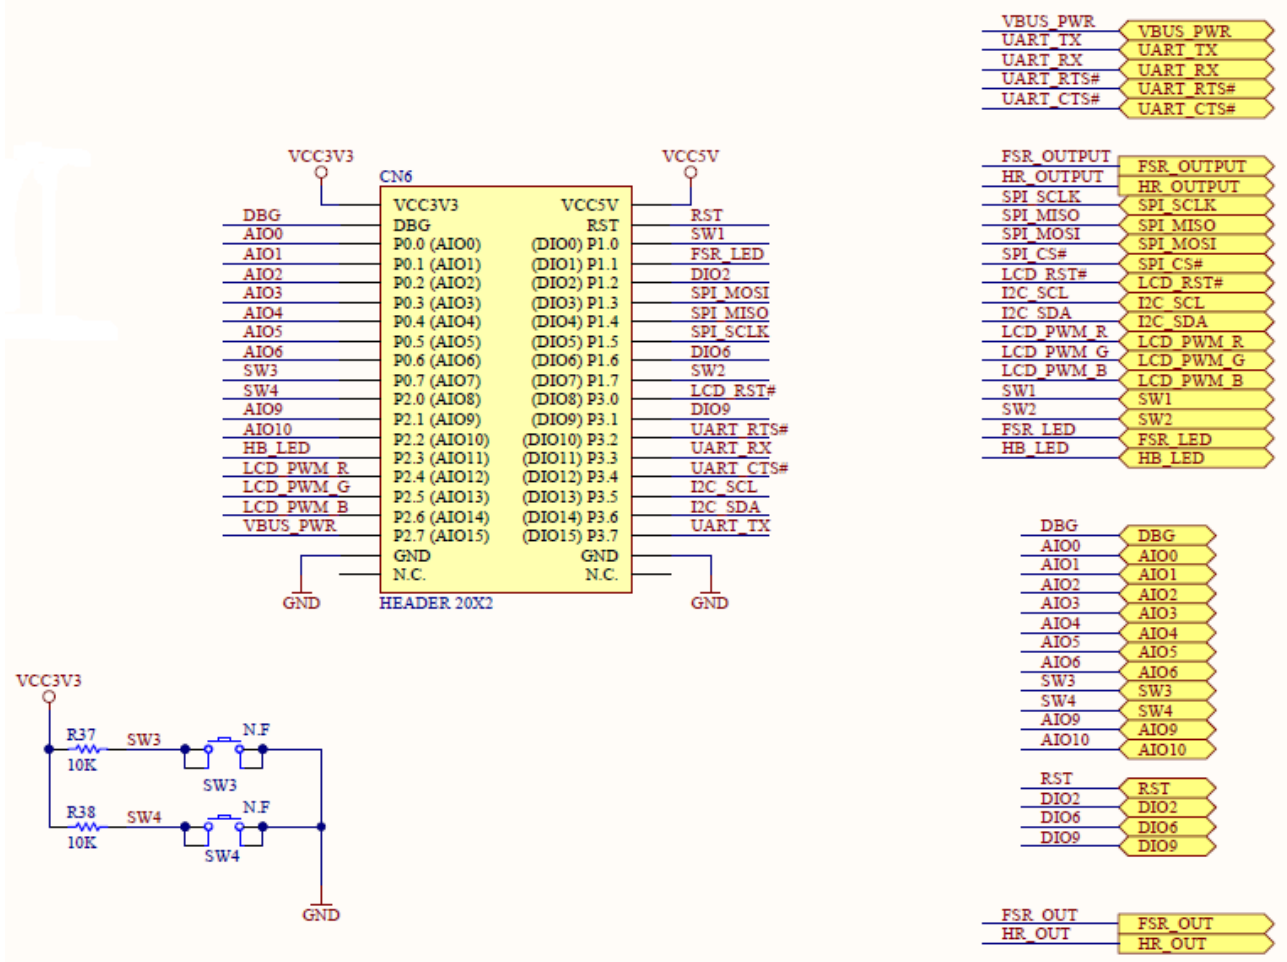 VCC3V3
VCC5V
CN6
VCC3V3 VCC5V
DBG DBG RST RST
AIO0 P0.0 (AIO0) (DIO0) P1.0 SW1
AIO1 P0.1 (AIO1) (DIO1) P1.1 FSR_LED
AIO2 P0.2 (AIO2) (DIO2) P1.2 DIO2
AIO3 P0.3 (AIO3) (DIO3) P1.3 SPI_MOSI
AIO4 P0.4 (AIO4) (DIO4) P1.4 SPI_MISO
AIO5 P0.5 (AIO5) (DIO5) P1.5 SPI_SCLK
AIO6 P0.6 (AIO6) (DIO6) P1.6 DIO6
SW3 P0.7 (AIO7) (DIO7) P1.7 SW2
SW4 P2.0 (AIO8) (DIO8) P3.0 LCD_RST#
AIO9 P2.1 (AIO9) (DIO9) P3.1 DIO9
AIO10 P2.2 (AIO10) (DIO10) P3.2 UART_RTS#
HB_LED P2.3 (AIO11) (DIO11) P3.3 UART_RX
LCD_PWM_R P2.4 (AIO12) (DIO12) P3.4 UART_CTS#
LCD_PWM_G P2.5 (AIO13) (DIO13) P3.5 I2C_SCL
LCD_PWM_B P2.6 (AIO14) (DIO14) P3.6 I2C_SDA
VBUS_PWR P2.7 (AIO15) (DIO15) P3.7 UART_TX
GND GND
N.C. N.C.
GND HEADER 20X2 GND
VCC3V3
R37 SW3 N.F
10K SW3
R38 SW4 N.F
10K SW4
GND
VBUS_PWR VBUS_PWR
UART_TX UART_TX
UART_RX UART_RX
UART_RTS# UART_RTS#
UART_CTS# UART_CTS#
FSR_OUTPUT FSR_OUTPUT
HR_OUTPUT HR_OUTPUT
SPI_SCLK SPI_SCLK
SPI_MISO SPI_MISO
SPI_MOSI SPI_MOSI
SPI_CS# SPI_CS#
LCD_RST# LCD_RST#
I2C_SCL I2C_SCL
I2C_SDA I2C_SDA
LCD_PWM_R LCD_PWM_R
LCD_PWM_G LCD_PWM_G
LCD_PWM_B LCD_PWM_B
SW1 SW1
SW2 SW2
FSR_LED FSR_LED
HB_LED HB_LED
DBG DBG
AIO0 AIO0
AIO1 AIO1
AIO2 AIO2
AIO3 AIO3
AIO4 AIO4
AIO5 AIO5
AIO6 AIO6
SW3 SW3
SW4 SW4
AIO9 AIO9
AIO10 AIO10
RST RST
DIO2 DIO2
DIO6 DIO6
DIO9 DIO9
FSR_OUT FSR_OUT
HR_OUT HR_OUT